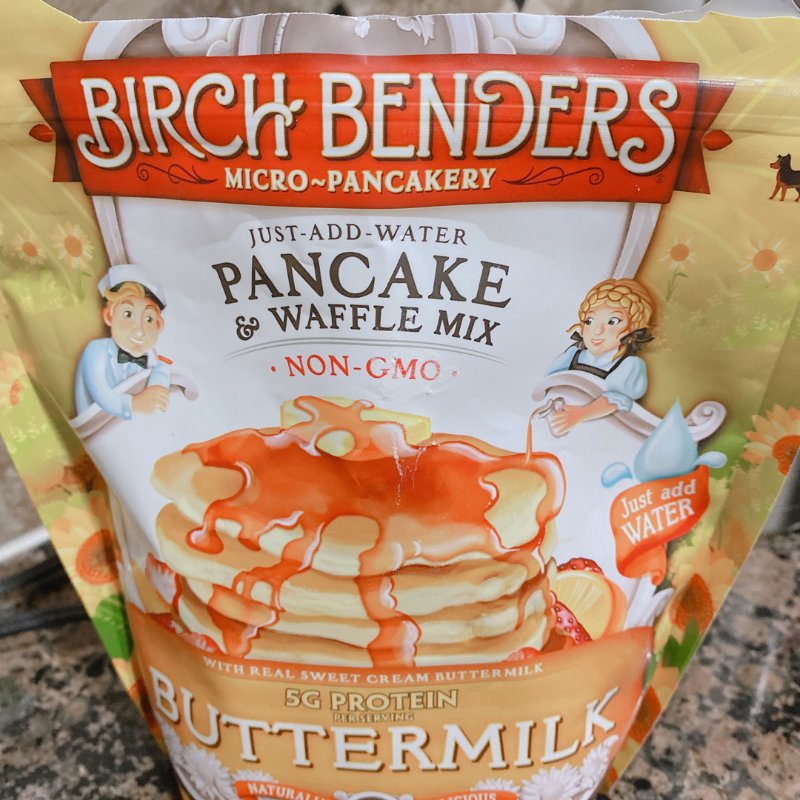 BIRCH BENDERS
MICRO~PANCAKERY
JUST-ADD-WATER
PANCAKE
& WAFFLE MIX
· NON-GMO ·
Just add
WATER
WITH REAL SWEET CREAM BUTTERMILK
5G PROTEIN
PER SERVING
BUTTERMILK